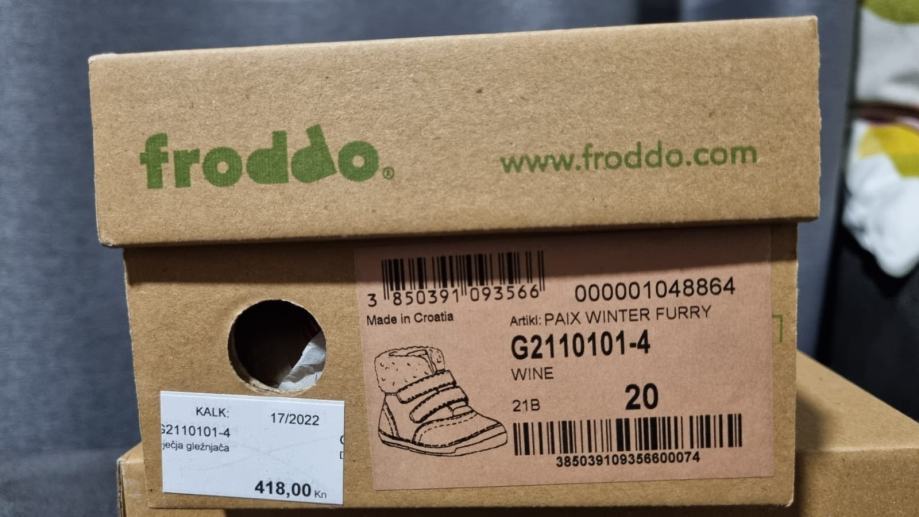 froddo®
www.froddo.com
3 850391 093566
000001048864
Made in Croatia
Artikl: PAIX WINTER FURRY
G2110101-4
WINE
21B
20
385039109356600074
KALK: 17/2022
G2110101-4
ječja gležnjača
418,00 Kn